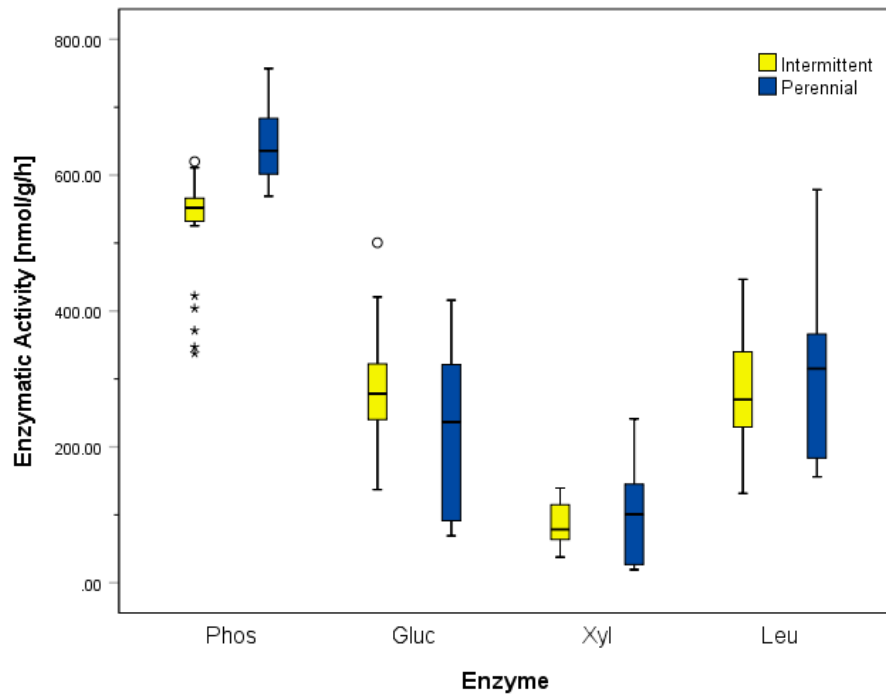 Enzymatic Activity [nmol/g/h]
800.00
600.00
400.00
200.00
.00
Intermittent
Perennial
Phos Gluc Xyl Leu
Enzyme